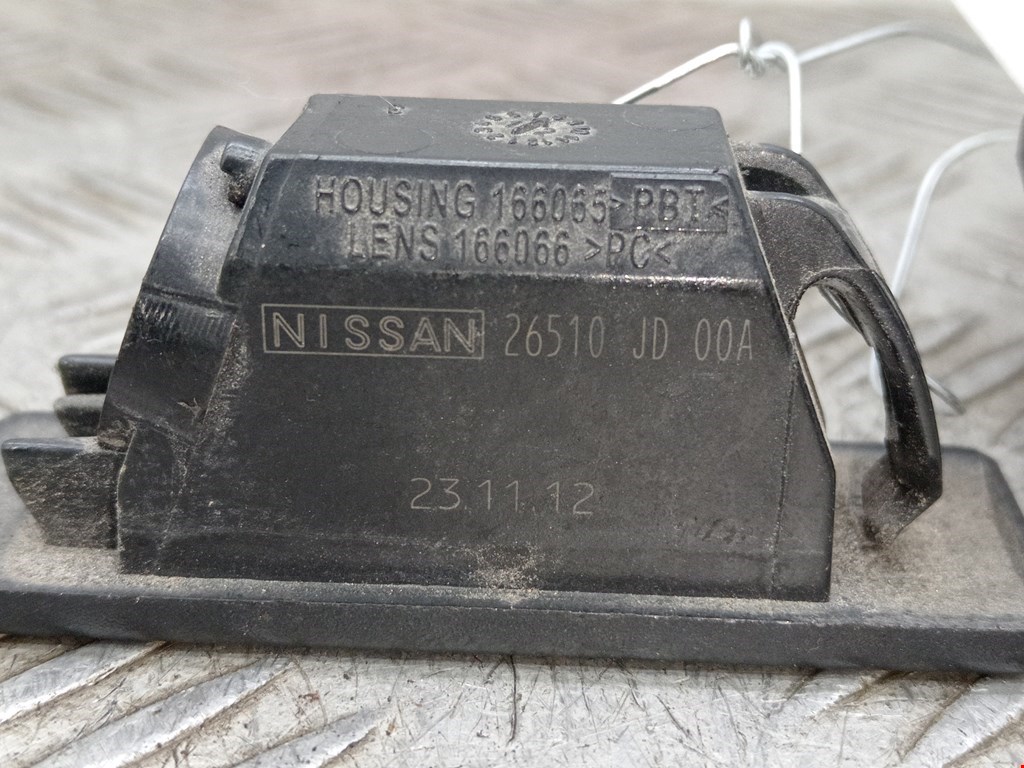 HOUSING 166065 >PBT<
LENS 166066 >PC<
NISSAN 26510 JD 00A
23.11.12